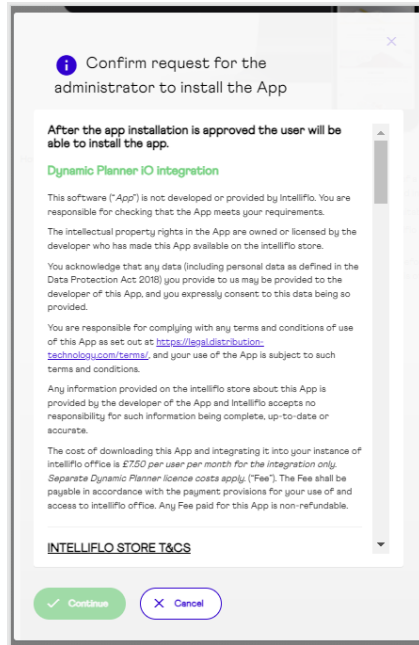 Confirm request for the
administrator to install the App
After the app installation is approved the user will be
able to install the app.
Dynamic Planner iO integration
This software ("App") is not developed or provided by Intelliflo. You are
responsible for checking that the App meets your requirements.
The intellectual property rights in the App are owned or licensed by the
developer who has made this App available on the intelliflo store.
You acknowledge that any data (including personal data as defined in the
Data Protection Act 2018) you provide to us may be provided to the
developer of this App, and you expressly consent to this data being so
provided.
You are responsible for complying with any terms and conditions of use
of this App as set out at https://legal.distribution-
technology.com/terms/, and your use of the App is subject to such
terms and conditions.
Any information provided on the intelliflo store about this App is
provided by the developer of the App and Intelliflo accepts no
responsibility for such information being complete, up-to-date or
accurate.
The cost of downloading this App and integrating it into your instance of
intelliflo office is £7.50 per user per month for the integration only.
Separate Dynamic Planner licence costs apply. ("Fee"). The Fee shall be
payable in accordance with the payment provisions for your use of and
access to intelliflo office. Any Fee paid for this App is non-refundable.
INTELLIFLO STORE T&CS
Continue
Cancel